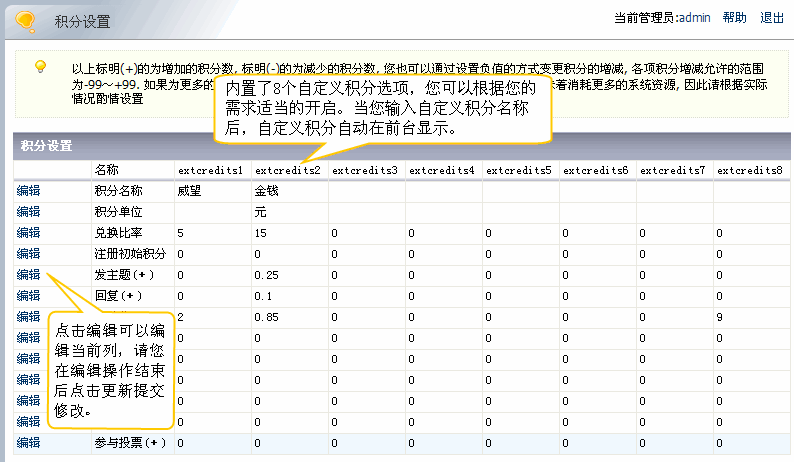 积分设置
当前管理员:admin 帮助 退出
以上标明(+)的为增加的积分数, 标明(-)的为减少的积分数, 您也可以通过设置负值的方式变更积分的增减, 各项积分增减允许的范围
为-99～+99. 如果为更多的 着消耗更多的系统资源, 因此请根据实际
情况酌情设置
内置了8个自定义积分选项，您可以根据您的
需求适当的开启。当您输入自定义积分名称
后，自定义积分自动在前台显示。
积分设置
名称 extcredits1 extcredits2 extcredits3 extcredits4 extcredits5 extcredits6 extcredits7 extcredits8
编辑 积分名称 威望 金钱
编辑 积分单位 元
编辑 兑换比率 5 15 0 0 0 0 0 0
编辑 注册初始积分 0 0 0 0 0 0 0 0
编辑 发主题(+) 0 0.25 0 0 0 0 0 0
编辑 回复(+) 0 0.1 0 0 0 0 0 0
编辑 2 0.85 0 0 0 0 0 9
编辑 0 0 0 0 0 0 0 0
编辑 0 0 0 0 0 0 0 0
编辑 0 0 0 0 0 0 0 0
编辑 0 0 0 0 0 0 0 0
编辑 0 0 0 0 0 0 0 0
编辑 参与投票(+) 0 0 0 0 0 0 0 0
点击编辑可以编
辑当前列，请您
在编辑操作结束
后点击更新提交
修改。